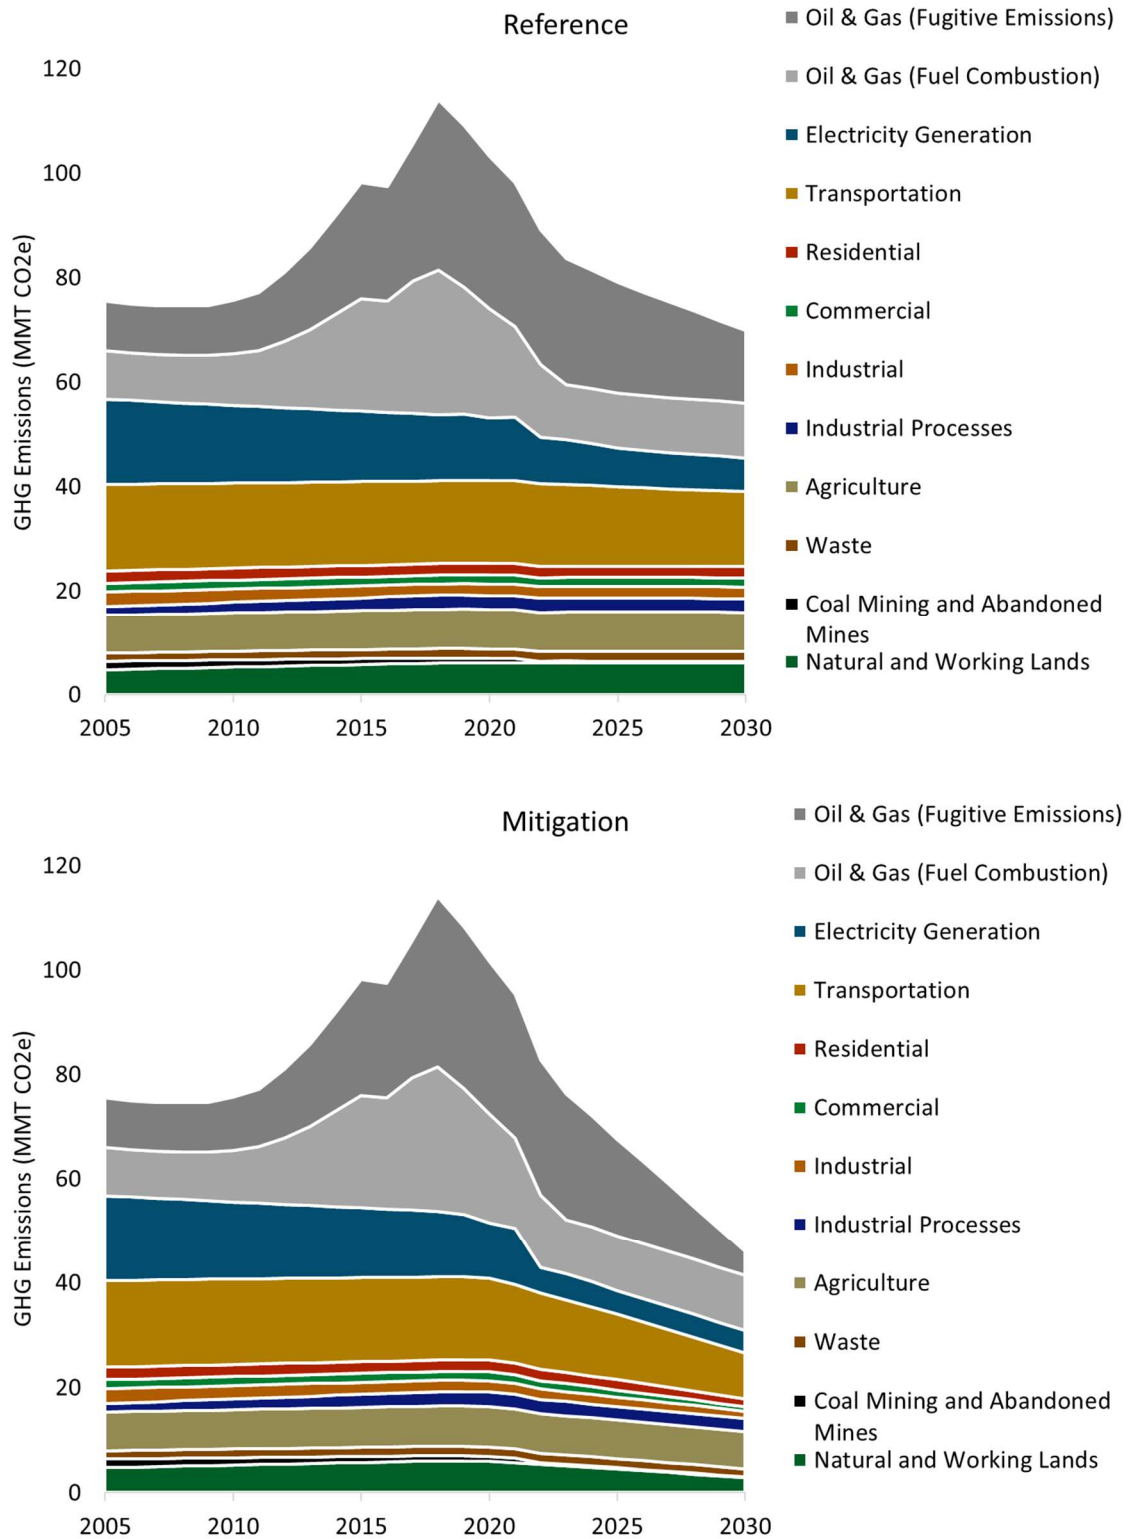 Reference
GHG Emissions (MMT CO2e)
120
100
80
60
40
20
0
2005 2010 2015 2020 2025 2030
Oil & Gas (Fugitive Emissions)
Oil & Gas (Fuel Combustion)
Electricity Generation
Transportation
Residential
Commercial
Industrial
Industrial Processes
Agriculture
Waste
Coal Mining and Abandoned
Mines
Natural and Working Lands
Mitigation
GHG Emissions (MMT CO2e)
120
100
80
60
40
20
0
2005 2010 2015 2020 2025 2030
Oil & Gas (Fugitive Emissions)
Oil & Gas (Fuel Combustion)
Electricity Generation
Transportation
Residential
Commercial
Industrial
Industrial Processes
Agriculture
Waste
Coal Mining and Abandoned
Mines
Natural and Working Lands